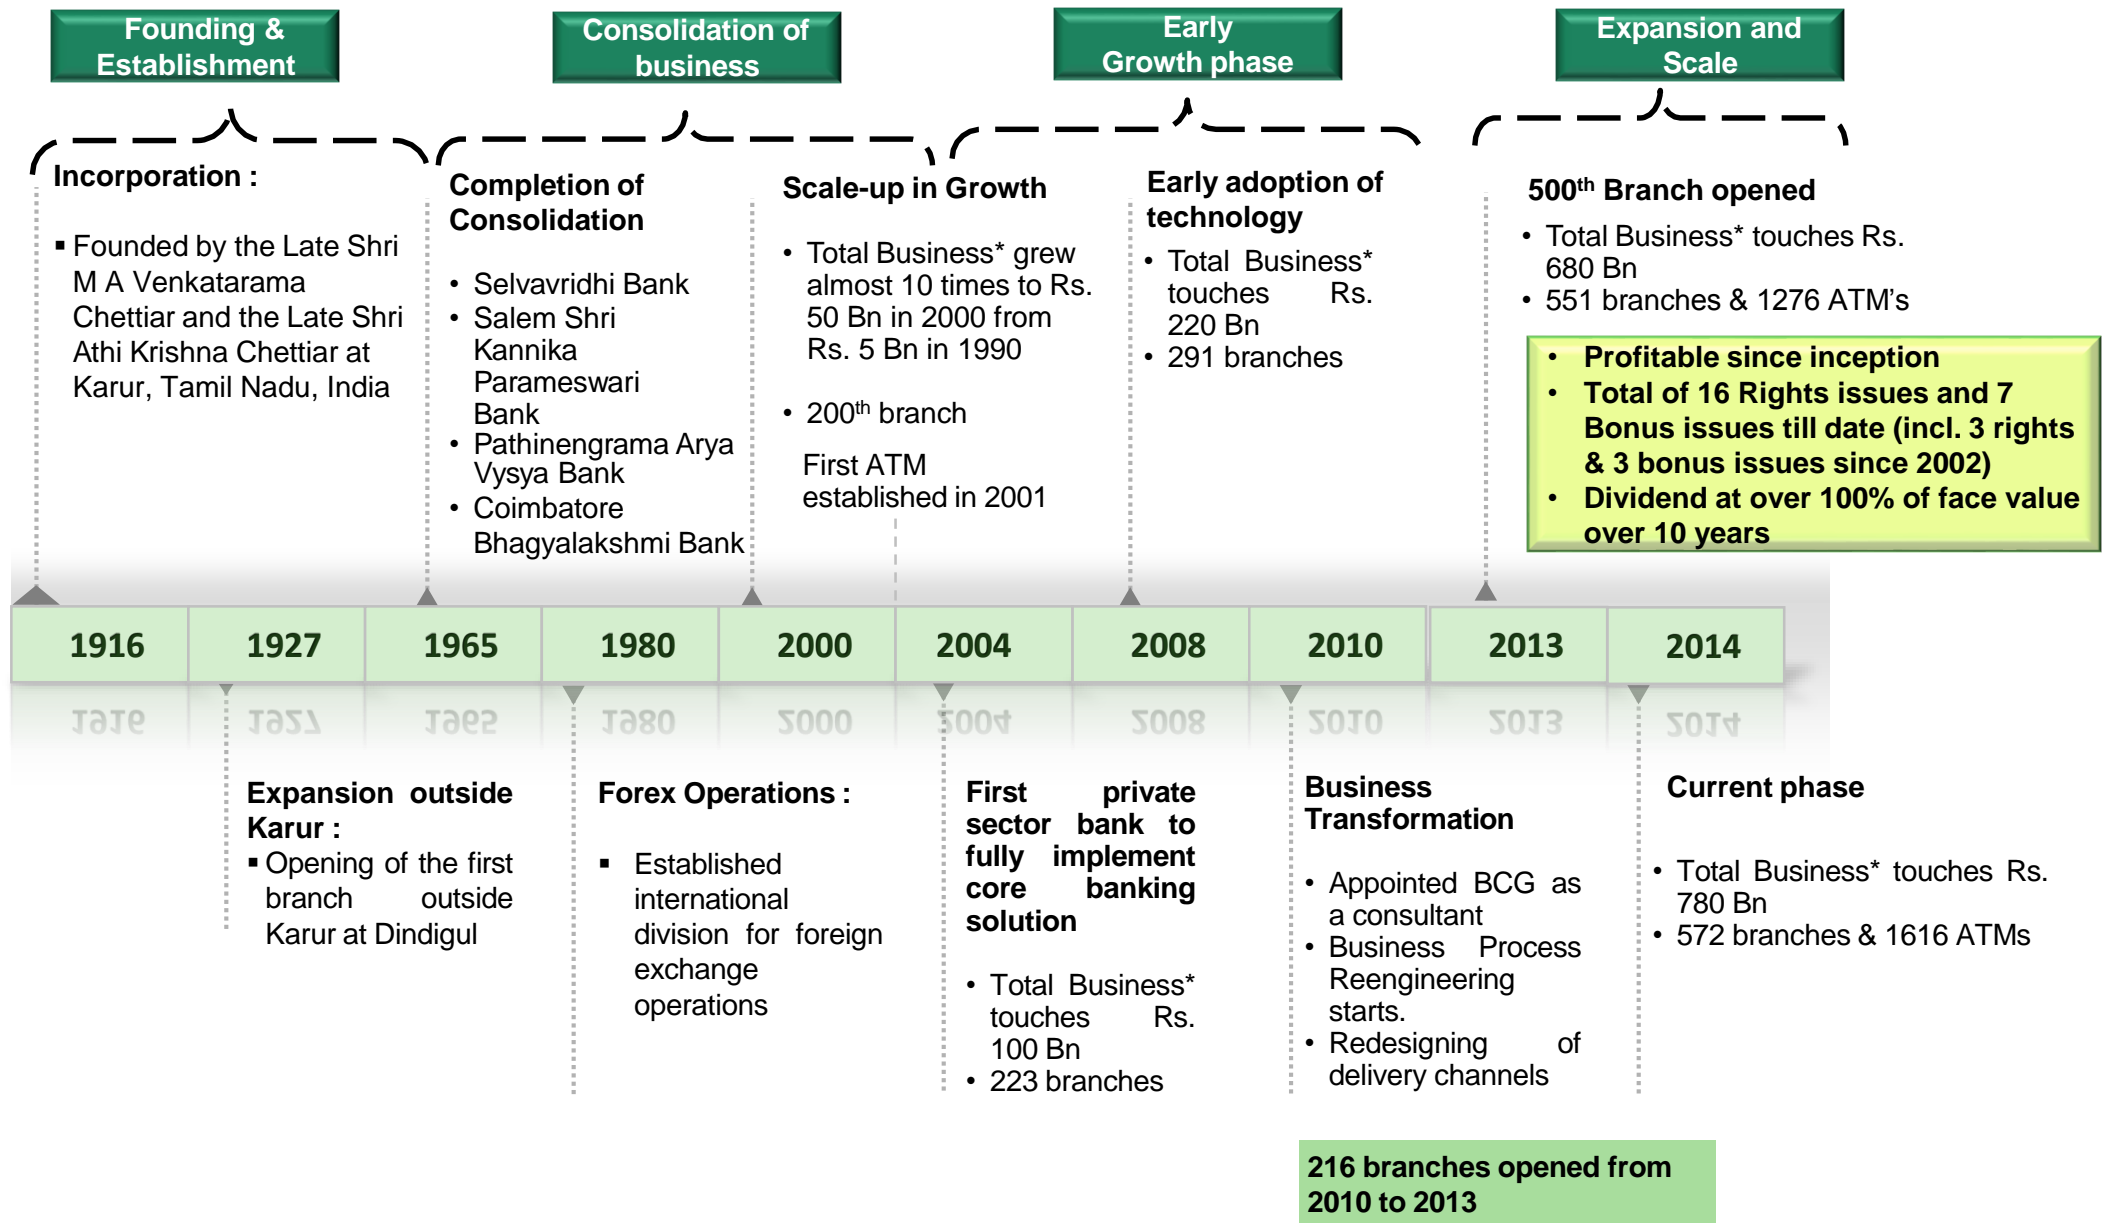 Founding &
Establishment
Consolidation of
business
Early
Growth phase
Expansion and
Scale
Incorporation :
▪ Founded by the Late Shri
M A Venkatarama
Chettiar and the Late Shri
Athi Krishna Chettiar at
Karur, Tamil Nadu, India
Completion of
Consolidation
• Selvavridhi Bank
• Salem Shri
Kannika
Parameswari
Bank
• Pathinengrama Arya
Vysya Bank
• Coimbatore
Bhagyalakshmi Bank
Scale-up in Growth
• Total Business* grew
almost 10 times to Rs.
50 Bn in 2000 from
Rs. 5 Bn in 1990
• 200th branch
First ATM
established in 2001
Early adoption of
technology
• Total Business*
touches Rs.
220 Bn
• 291 branches
500th Branch opened
• Total Business* touches Rs.
680 Bn
• 551 branches & 1276 ATM's
• Profitable since inception
• Total of 16 Rights issues and 7
Bonus issues till date (incl. 3 rights
& 3 bonus issues since 2002)
• Dividend at over 100% of face value
over 10 years
1916 1927 1965 1980 2000 2004 2008 2010 2013 2014
Expansion outside
Karur :
▪ Opening of the first
branch outside
Karur at Dindigul
Forex Operations :
▪ Established
international
division for foreign
exchange
operations
First private
sector bank to
fully implement
core banking
solution
• Total Business*
touches Rs.
100 Bn
• 223 branches
Business
Transformation
• Appointed BCG as
a consultant
• Business Process
Reengineering
starts.
• Redesigning of
delivery channels
Current phase
• Total Business* touches Rs.
780 Bn
• 572 branches & 1616 ATMs
216 branches opened from
2010 to 2013